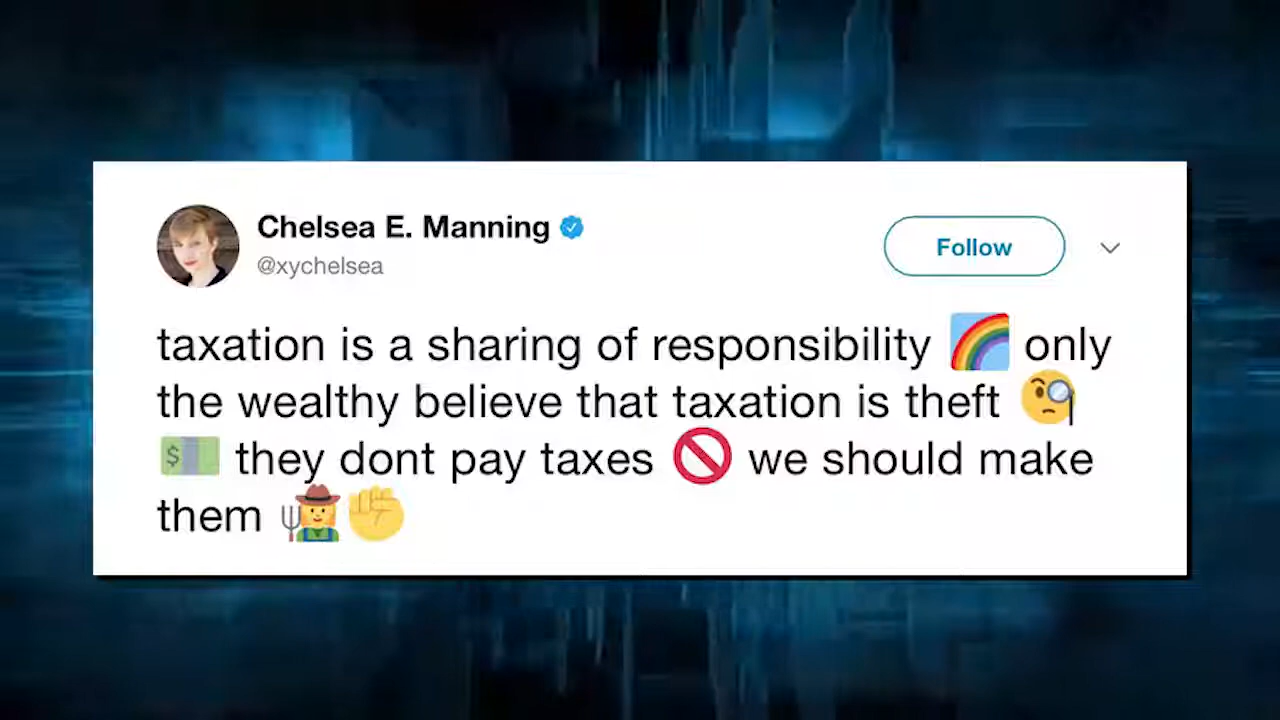 Chelsea E. Manning
@xychelsea
Follow
taxation is a sharing of responsibility 🌈 only
the wealthy believe that taxation is theft 🧐
💵 they dont pay taxes 🚫 we should make
them 👩‍🌾✊